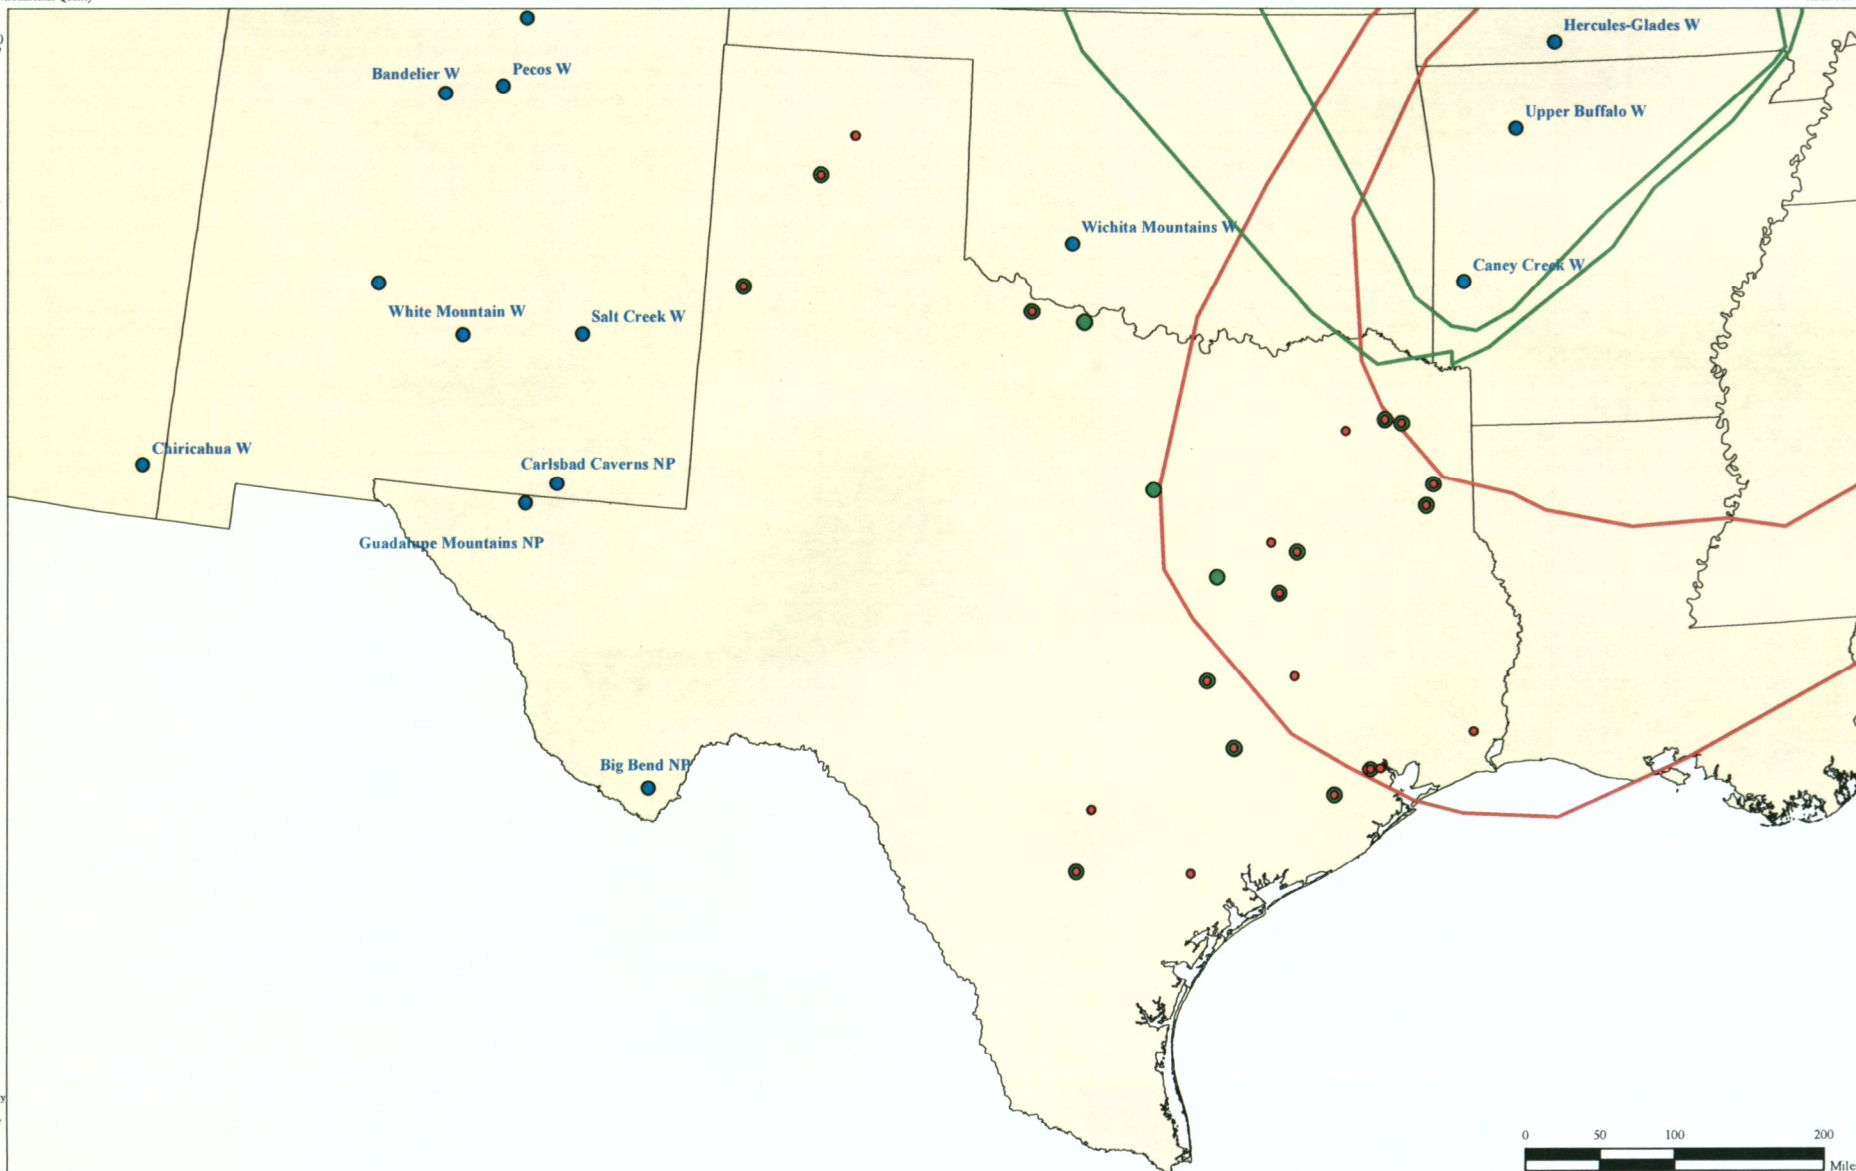 Hercules-Glades W
Bandelier W
Pecos W
Upper Buffalo W
Wichita Mountains W
Caney Creek W
White Mountain W
Salt Creek W
Chiricahua W
Carlsbad Caverns NP
Guadalupe Mountains NP
Big Bend NP
0 50 100 200
Mile